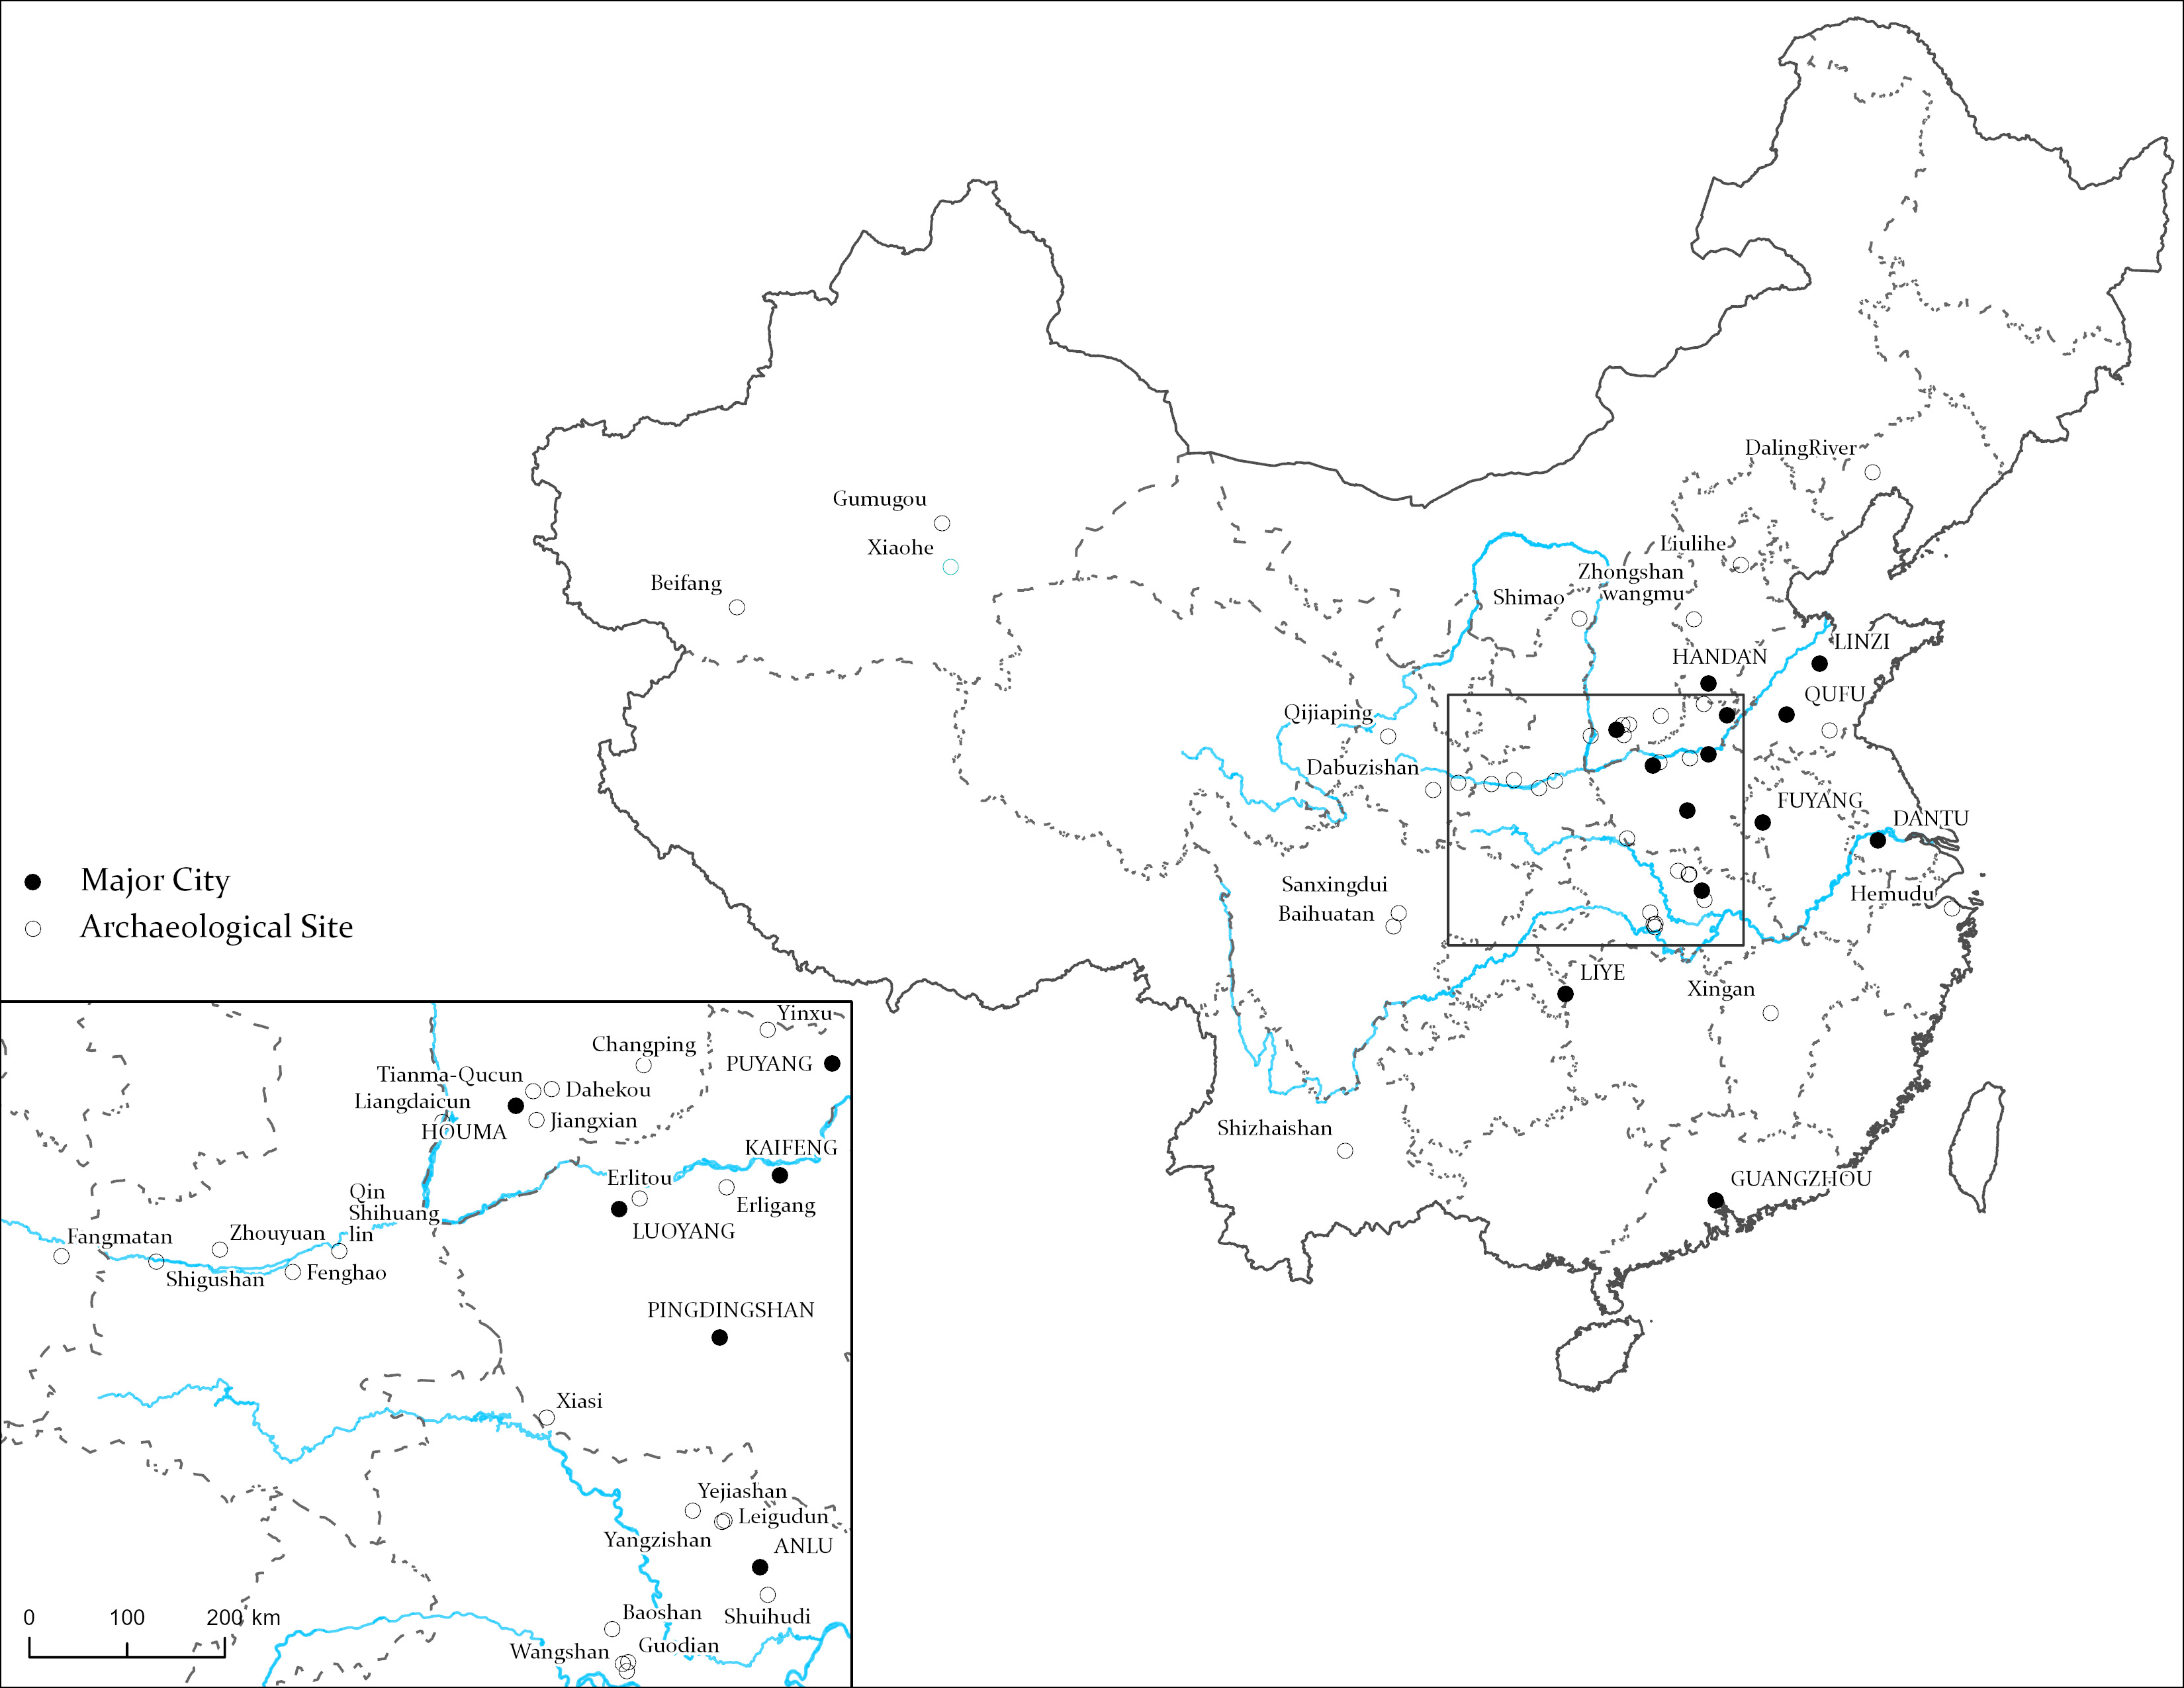 DalingRiver
Gumugou
Liulihe
Xiaohe
Zhongshan
wangmu
Beifang
Shimao
LINZI
HANDAN
QUFU
Qijiaping
Dabuzishan
FUYANG
DANTU
Major City
Sanxingdui
Hemudu
Baihuatan
Archaeological Site
LIYE
Xingan
Shizhaishan
GUANGZHOU
Yinxu
Changping
PUYANG
Tianma-Qucun
Dahekou
Liangdaicun
Jiangxian
HOUMA
KAIFENG
Erlitou
Qin
Shihuang
lin
Erligang
LUOYANG
Zhouyuan
Fangmatan
Shigushan
Fenghao
PINGDINGSHAN
Xiasi
Yejiashan
Leigudun
Yangzishan
ANLU
Baoshan
Shuihudi
0 100 200 km
Guodian
Wangshan